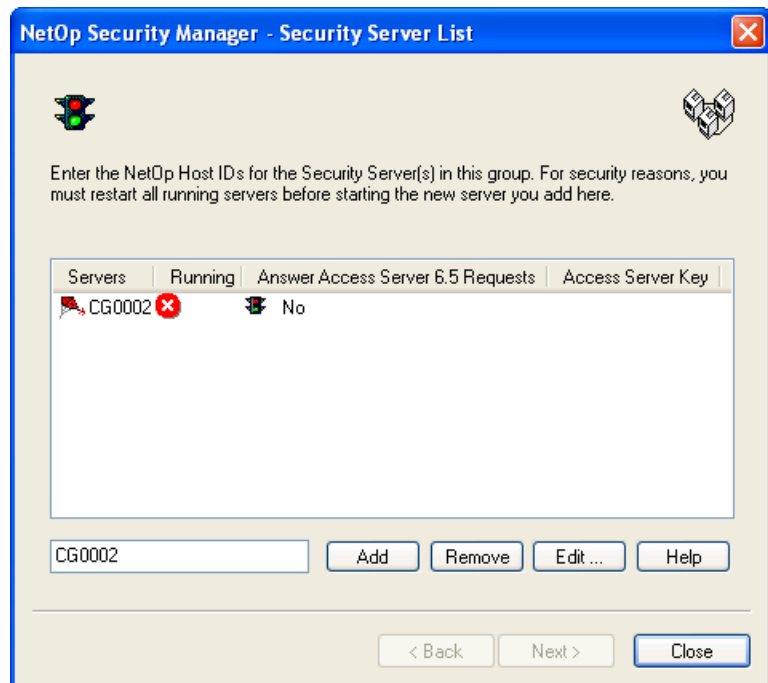 NetOp Security Manager - Security Server List
Enter the NetOp Host IDs for the Security Server(s) in this group. For security reasons, you
must restart all running servers before starting the new server you add here.
Servers Running Answer Access Server 6.5 Requests Access Server Key
CG0002 No
CG0002 Add Remove Edit ... Help
< Back Next > Close